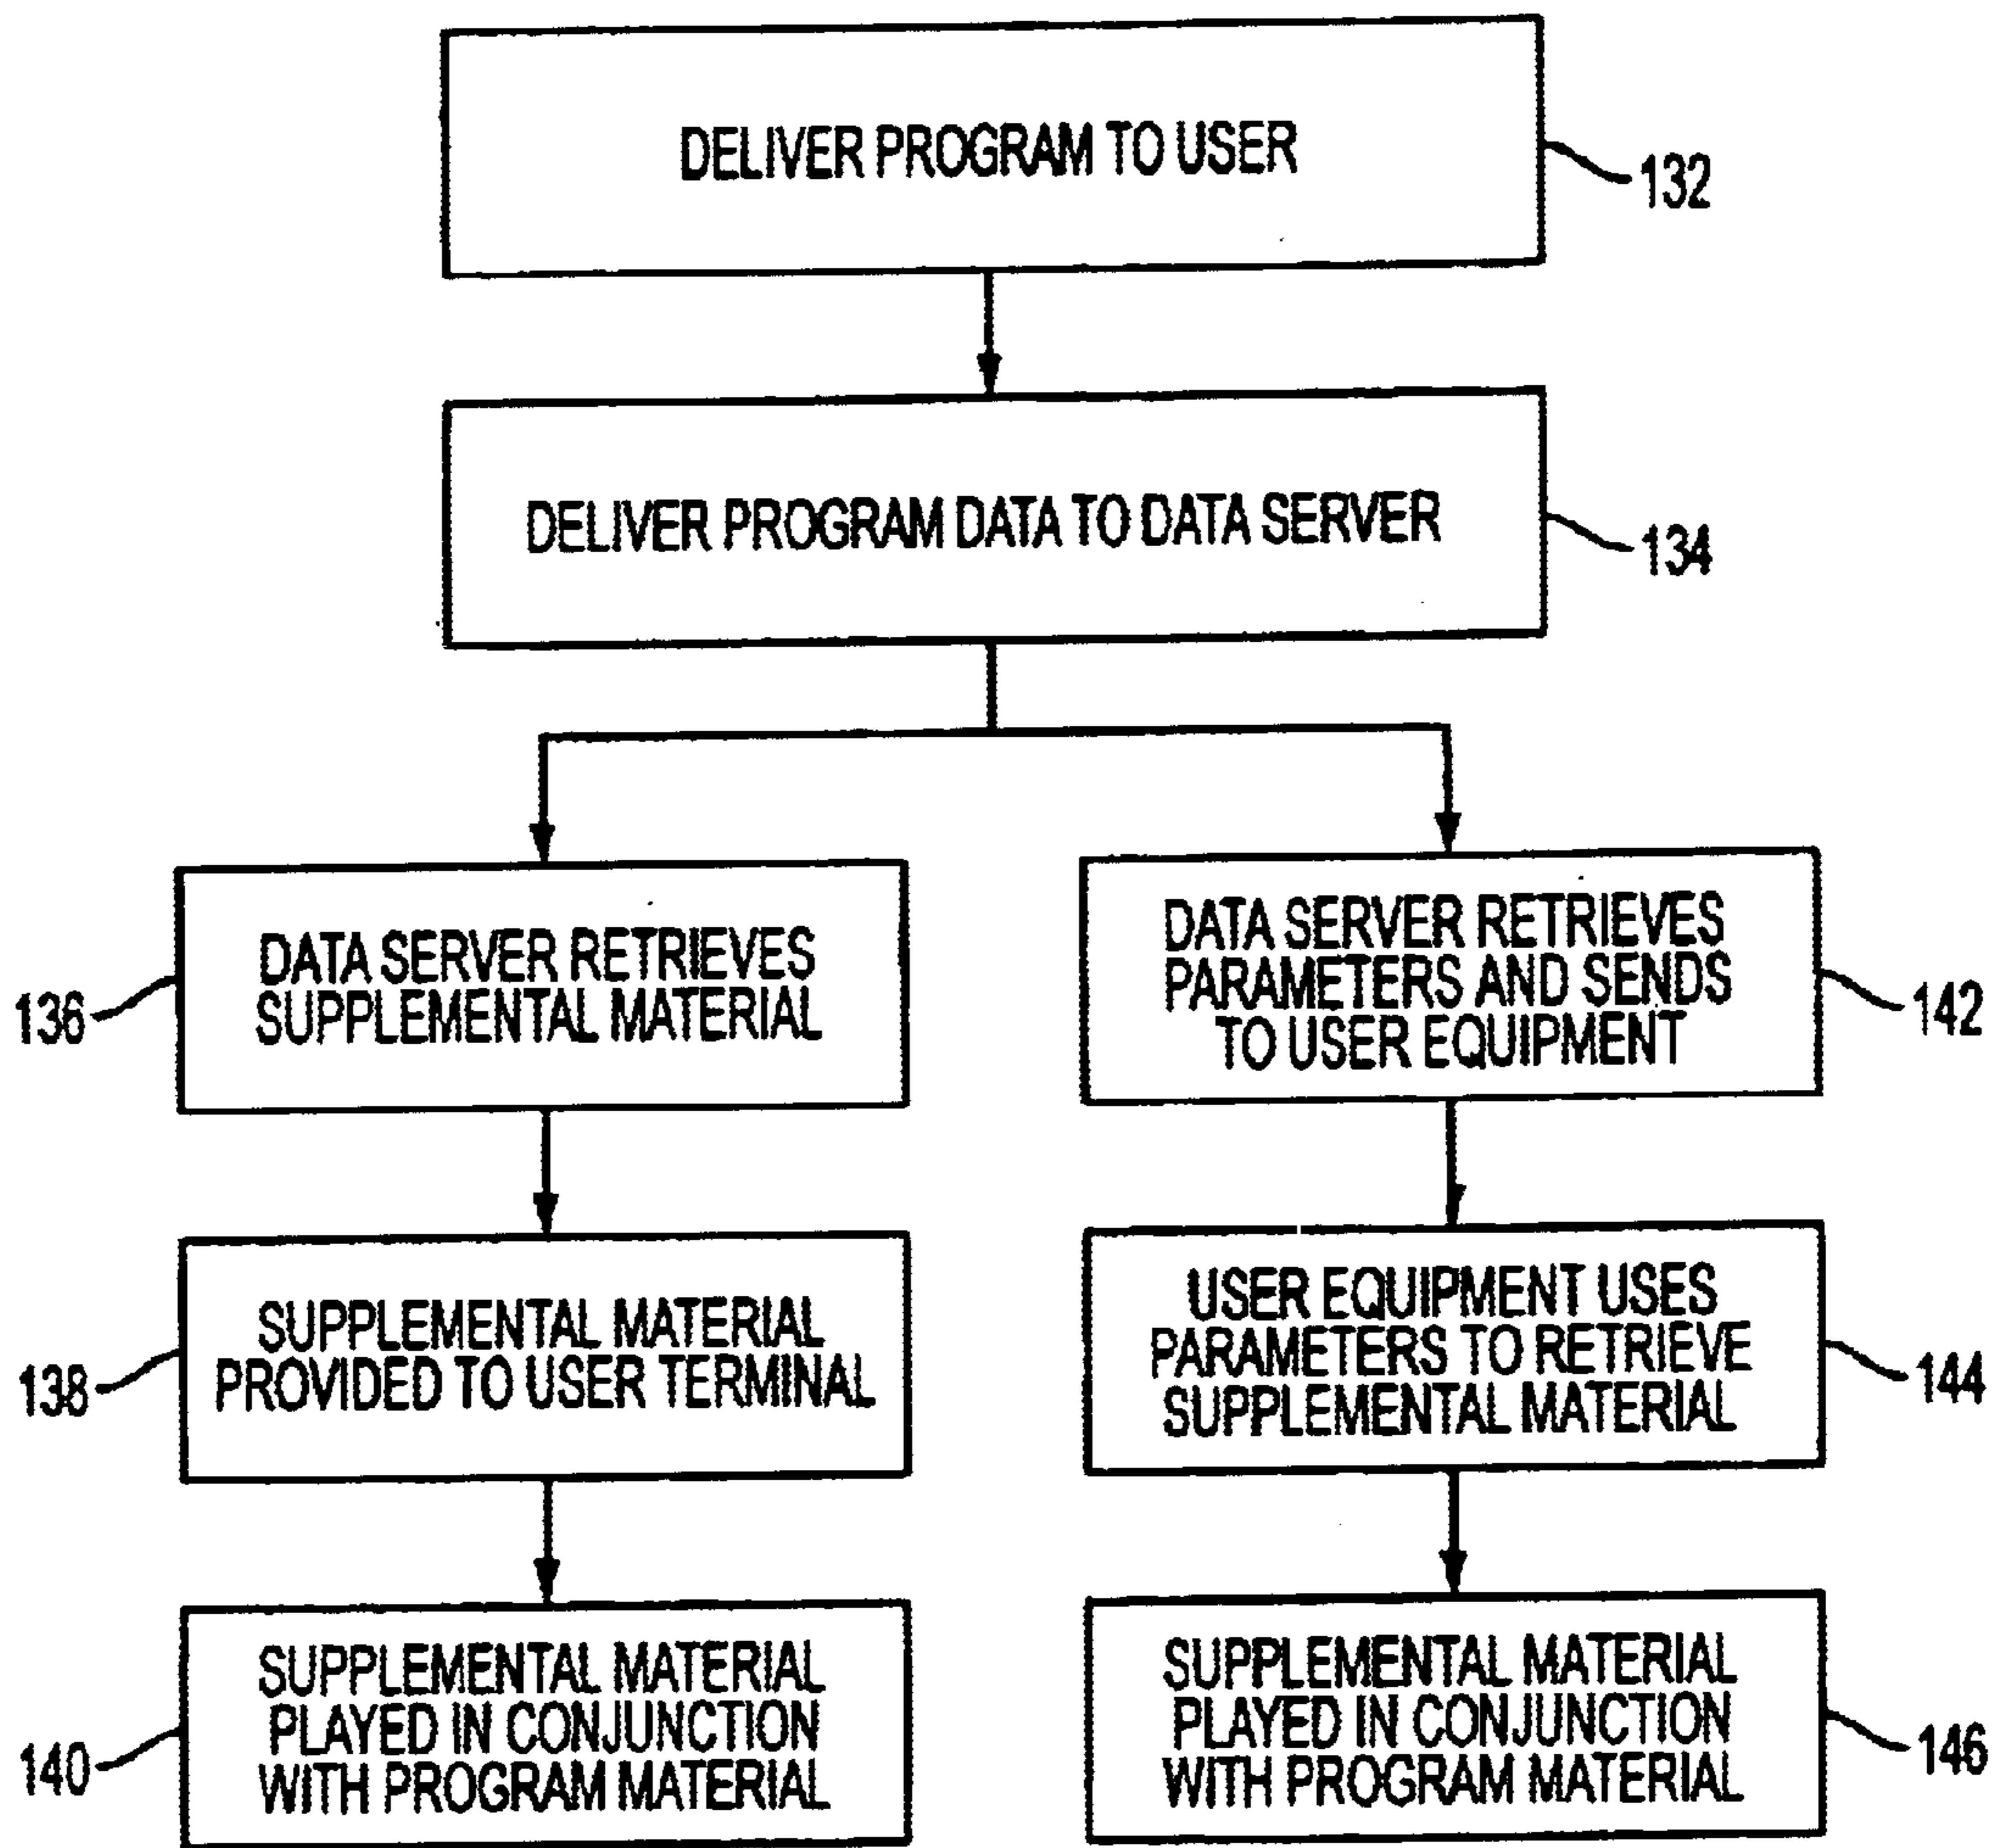 DELIVER PROGRAM TO USER
132
DELIVER PROGRAM DATA TO DATA SERVER
134
DATA SERVER RETRIEVES
SUPPLEMENTAL MATERIAL
136
SUPPLEMENTAL MATERIAL
PROVIDED TO USER TERMINAL
138
SUPPLEMENTAL MATERIAL
PLAYED IN CONJUNCTION
WITH PROGRAM MATERIAL
140
DATA SERVER RETRIEVES
PARAMETERS AND SENDS
TO USER EQUIPMENT
142
USER EQUIPMENT USES
PARAMETERS TO RETRIEVE
SUPPLEMENTAL MATERIAL
144
SUPPLEMENTAL MATERIAL
PLAYED IN CONJUNCTION
WITH PROGRAM MATERIAL
146